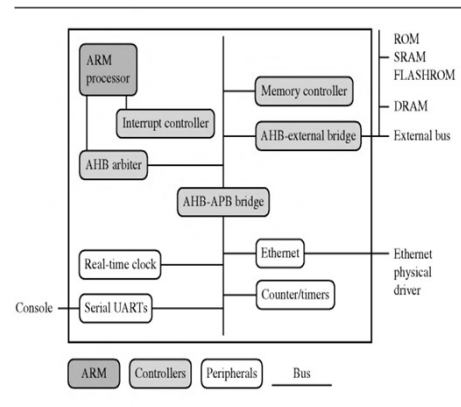 ROM
ARM
processor
SRAM
FLASHROM
Memory controller
DRAM
Interrupt controller
AHB-external bridge
External bus
AHB arbiter
AHB-APB bridge
Ethernet
Ethernet
physical
driver
Real-time clock
Counter/timers
Console
Serial UARTs
ARM
Controllers
Peripherals
Bus